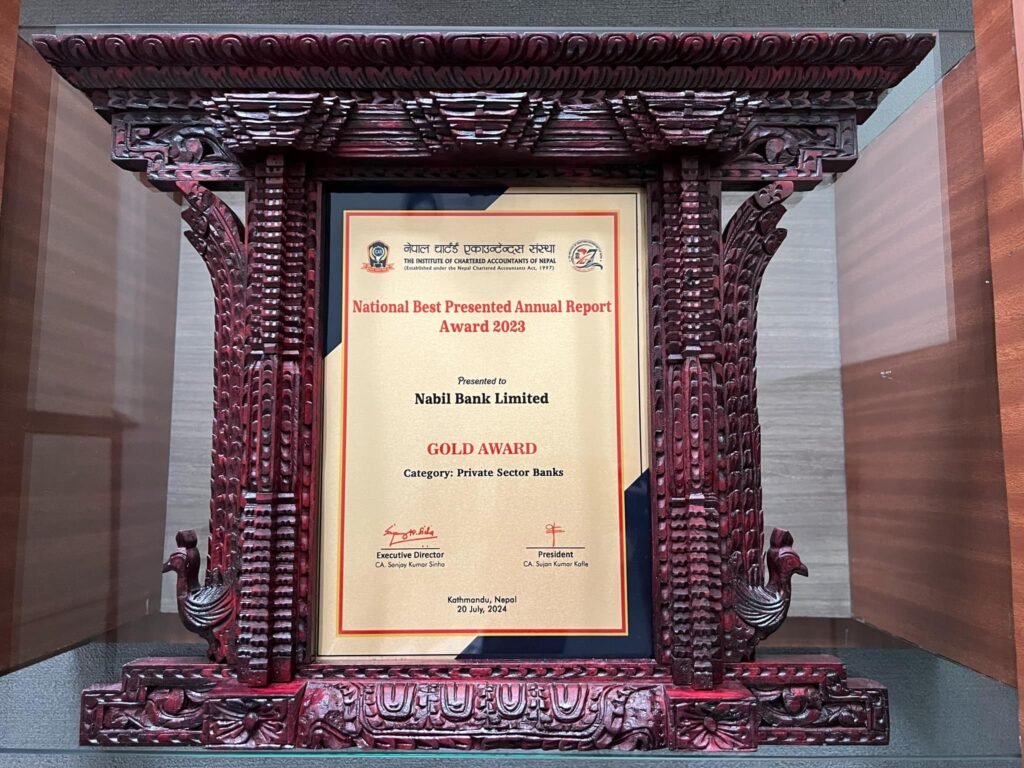 नेपाल चार्टर्ड एकाउन्टेन्ट्स संस्था
THE INSTITUTE OF CHARTERED ACCOUNTANTS OF NEPAL
(Established under the Nepal Chartered Accountants Act, 1997)
National Best Presented Annual Report
Award 2023
Presented to
Nabil Bank Limited
GOLD AWARD
Category: Private Sector Banks
Executive Director
CA. Sanjay Kumar Sinha
President
CA. Sujan Kumar Kafle
Kathmandu, Nepal
20 July, 2024